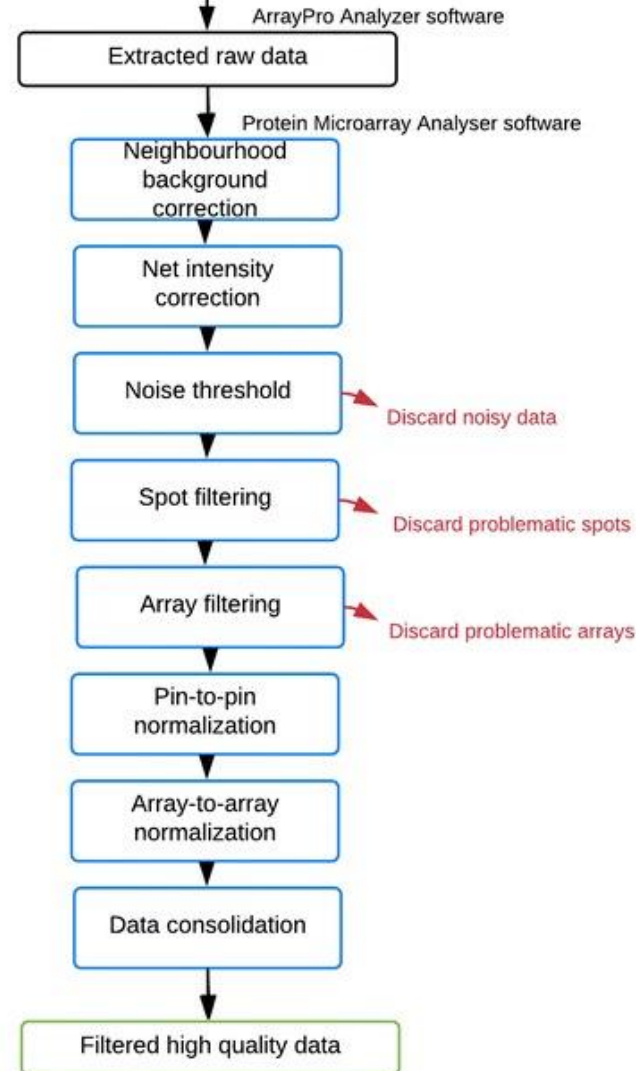 ArrayPro Analyzer software
Extracted raw data
Protein Microarray Analyser software
Neighbourhood
background
correction
Net intensity
correction
Noise threshold
Discard noisy data
Spot filtering
Discard problematic spots
Array filtering
Discard problematic arrays
Pin-to-pin
normalization
Array-to-array
normalization
Data consolidation
Filtered high quality data